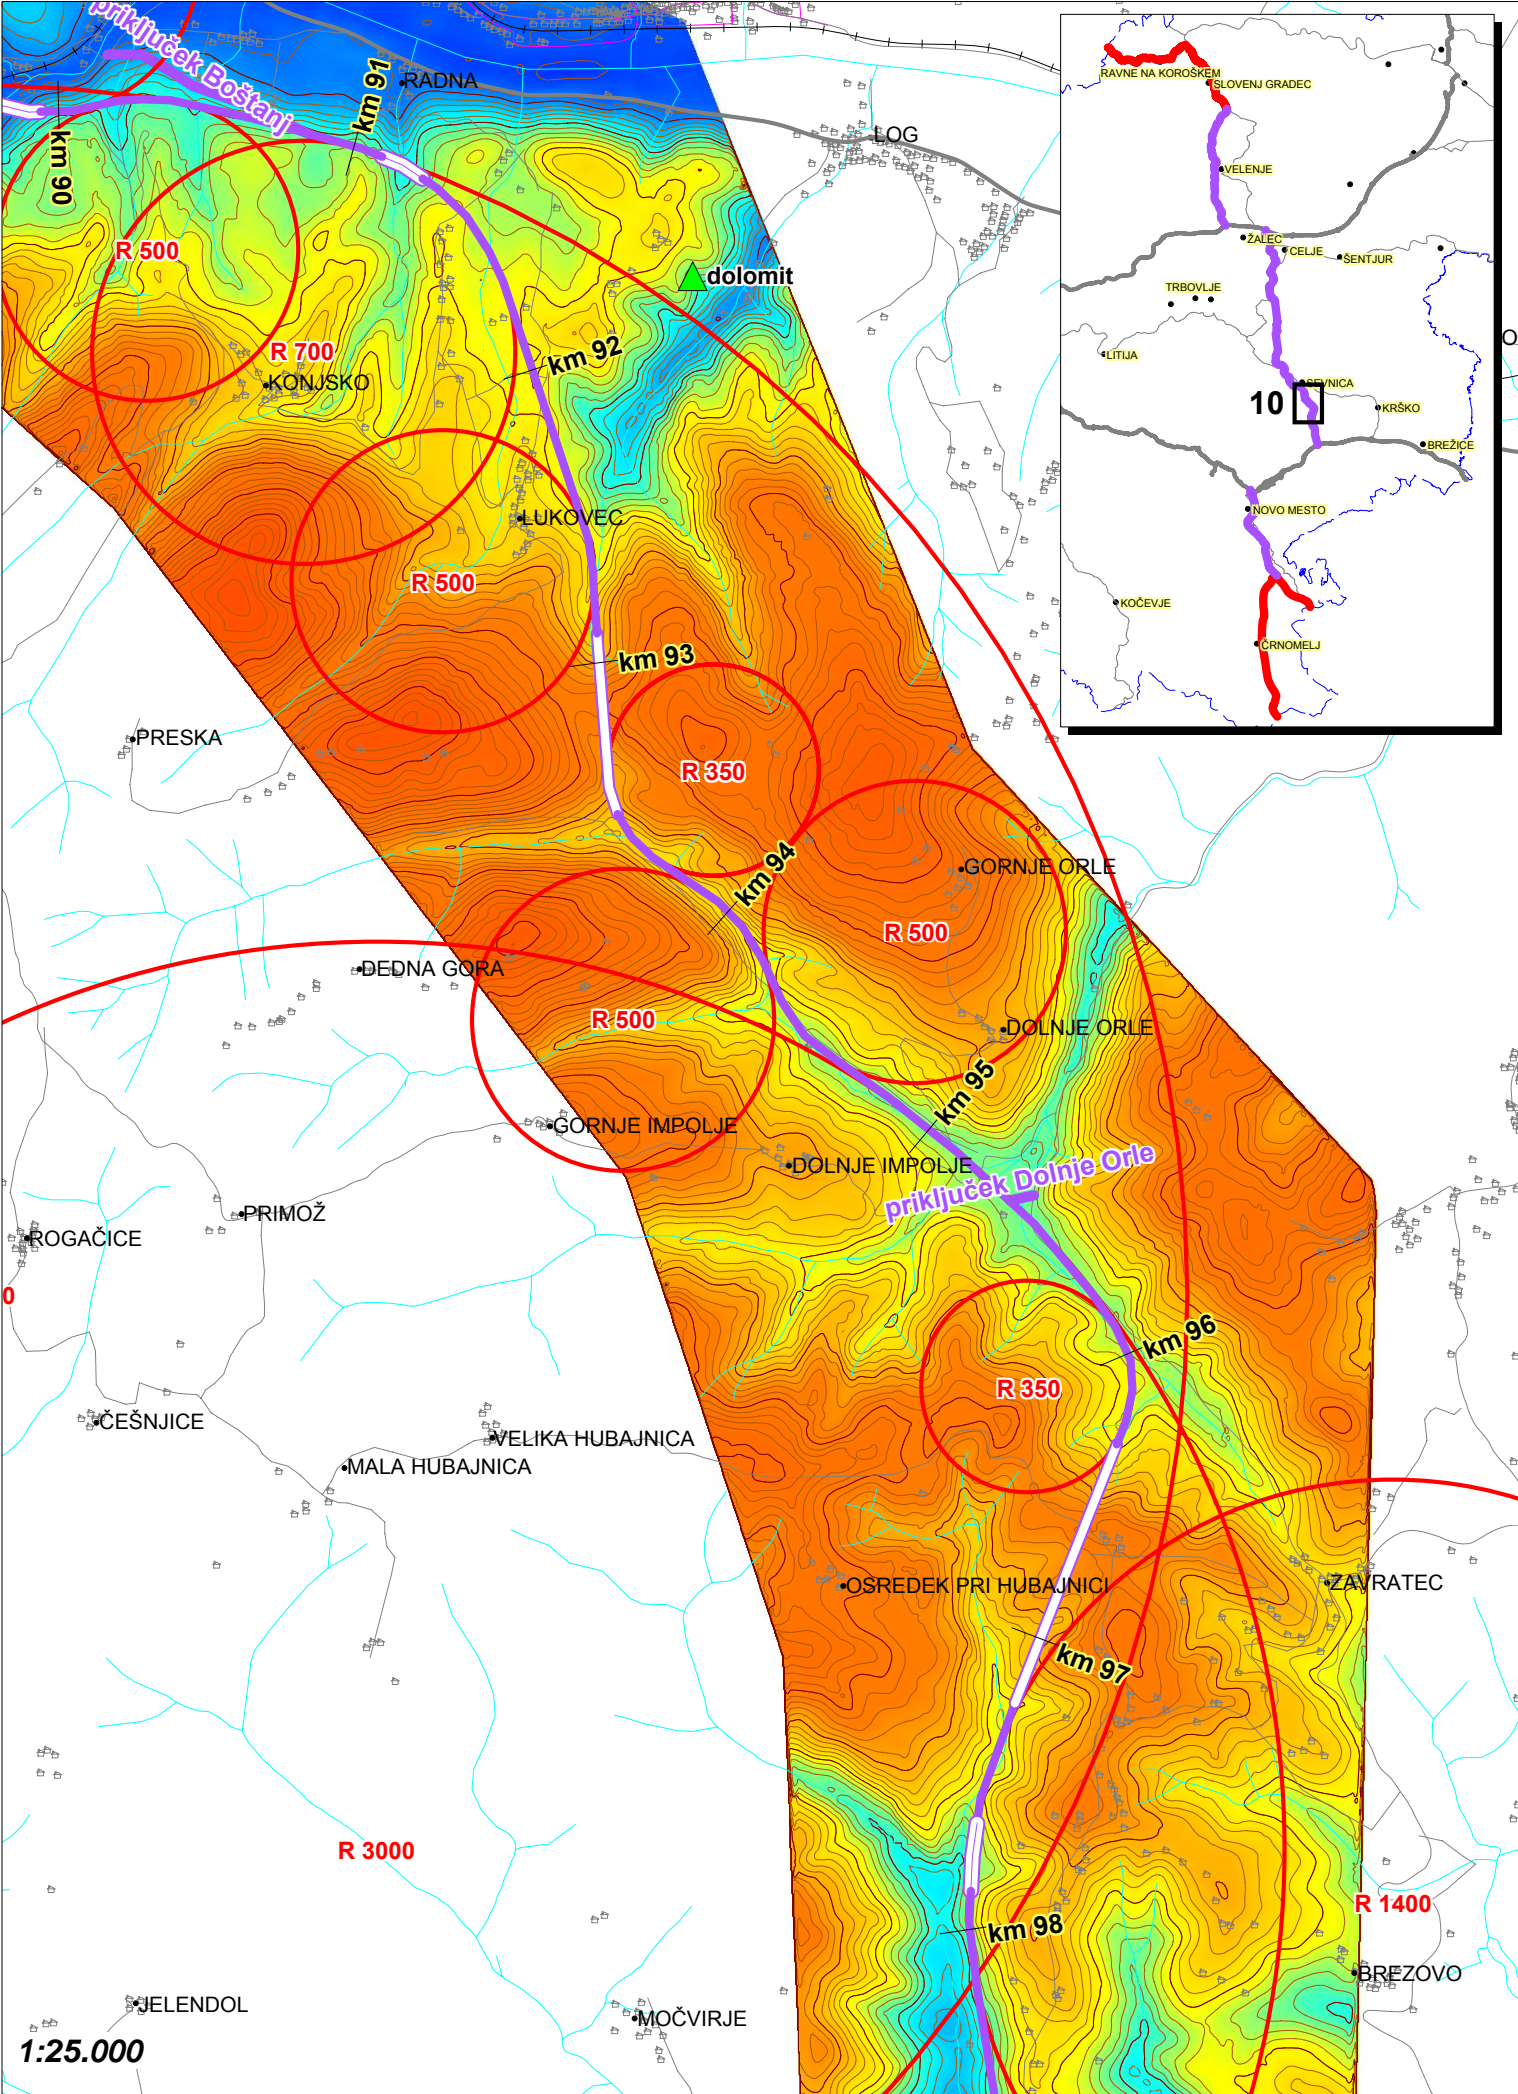 priključek Boštanj
km 90
km 91
RADNA
LOG
R 500
dolomit
R 700
KONJSKO
km 92
LUKOVEC
R 500
km 93
PRESKA
R 350
km 94
GORNJE ORLE
R 500
DEDNA GORA
R 500
DOLNJE ORLE
km 95
GORNJE IMPOLJE
DOLNJE IMPOLJE
priključek Dolnje Orle
PRIMOŽ
ROGAČICE
0
km 96
R 350
ČEŠNJICE
VELIKA HUBAJNICA
MALA HUBAJNICA
OSREDEK PRI HUBAJNICI
ZAVRATEC
km 97
R 3000
R 1400
km 98
BREZOVO
JELENDOL
MOČVIRJE
1:25.000
RAVNE NA KOROŠKEM
SLOVENJ GRADEC
VELENJE
ŽALEC
CELJE
ŠENTJUR
TRBOVLJE
LITIJA
SEVNICA
10
KRŠKO
BREŽICE
NOVO MESTO
KOČEVJE
ČRNOMELJ